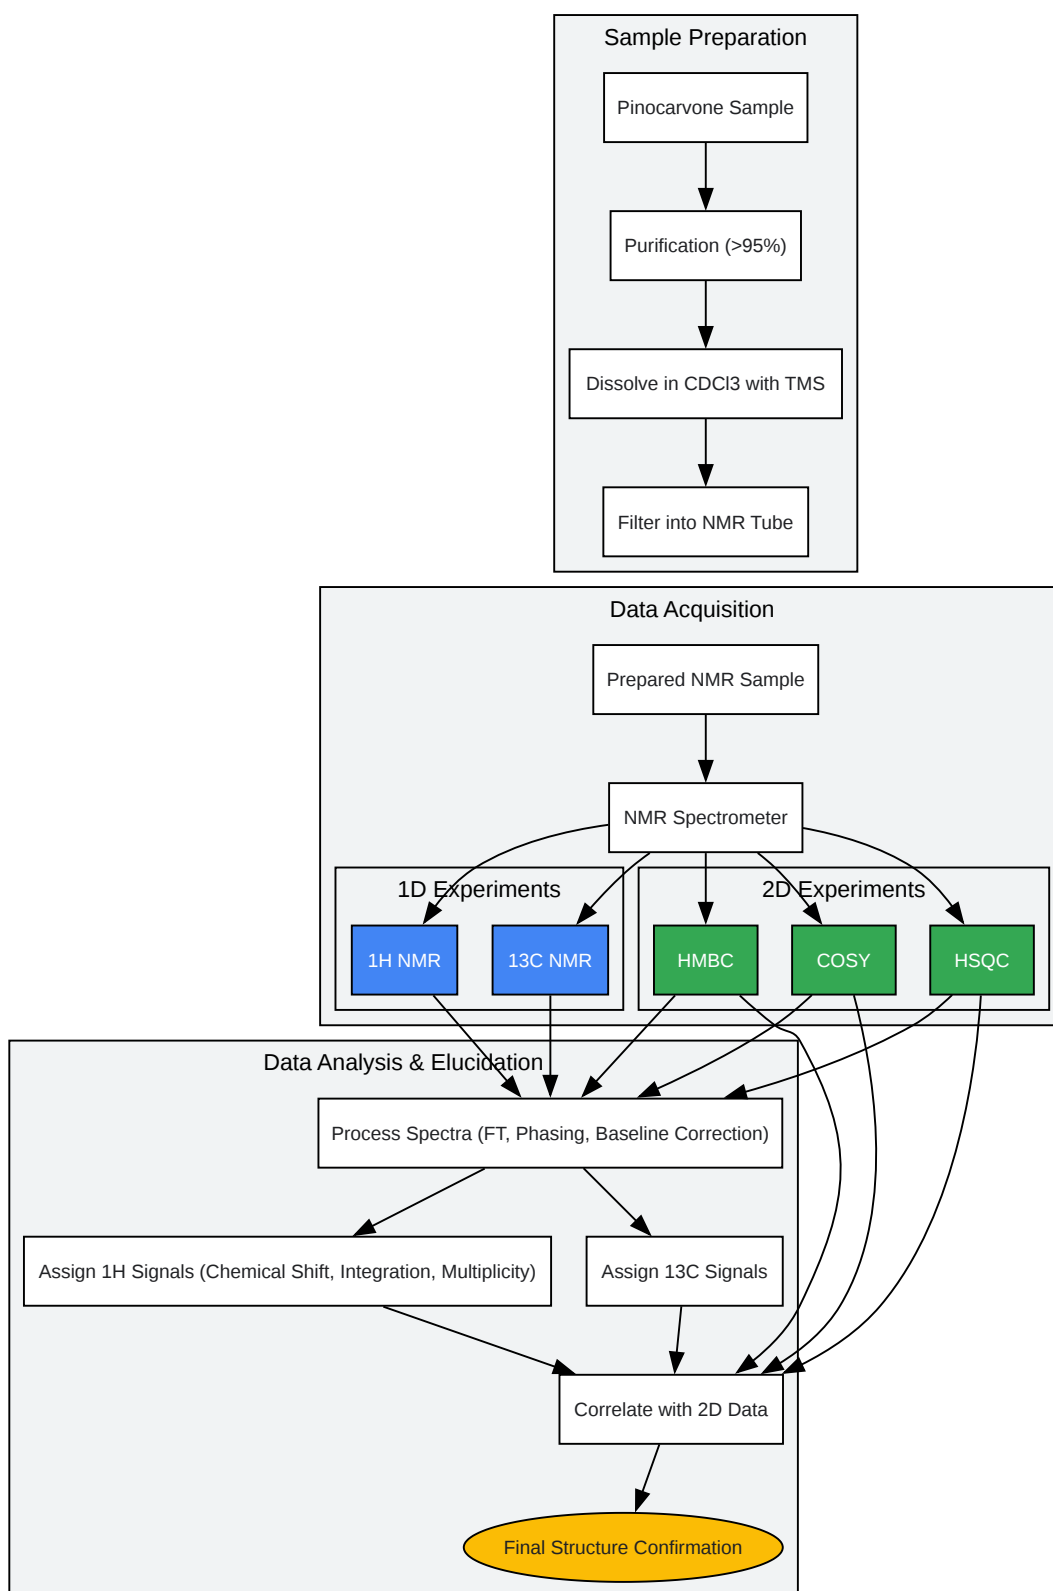 Sample Preparation
Pinocarvone Sample
Purification (>95%)
Dissolve in CDCl3 with TMS
Filter into NMR Tube
Data Acquisition
Prepared NMR Sample
NMR Spectrometer
1D Experiments
2D Experiments
1H NMR
13C NMR
HMBC
COSY
HSQC
Data Analysis & Elucidation
Process Spectra (FT, Phasing, Baseline Correction)
Assign 1H Signals (Chemical Shift, Integration, Multiplicity)
Assign 13C Signals
Correlate with 2D Data
Final Structure Confirmation